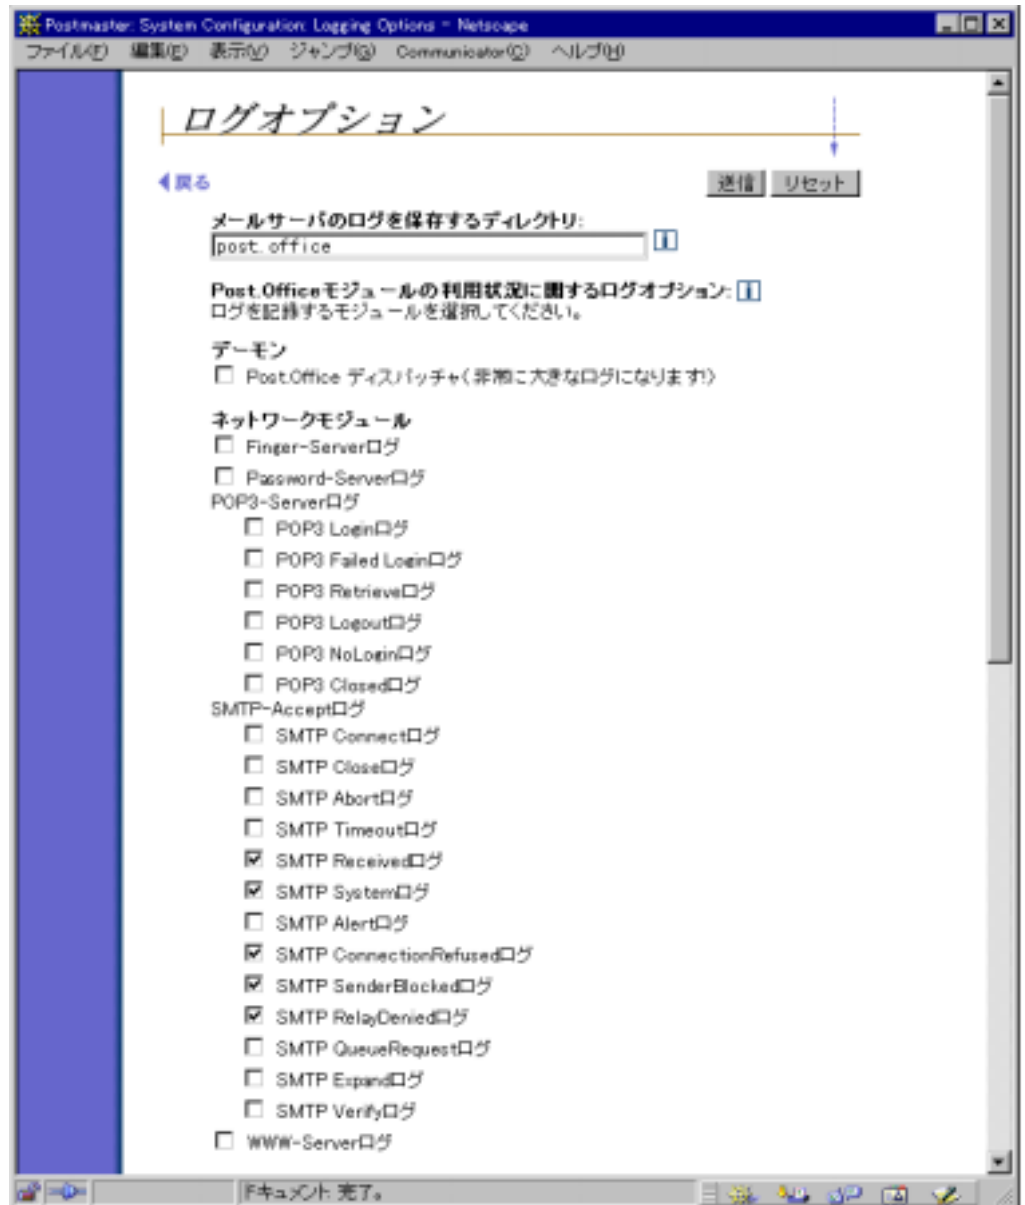 Postmaster: System Configuration: Logging Options - Netscape
ファイル(F) 編集(E) 表示(V) ジャンプ(G) Communicator(C) ヘルプ(H)
ログオプション
戻る 送信 リセット
メールサーバのログを保存するディレクトリ:
post.office
Post.Officeモジュールの利用状況に関するログオプション:
ログを記録するモジュールを選択してください。
デーモン
Post.Office ディスパッチャ(非常に大きなログになります!)
ネットワークモジュール
Finger-Serverログ
Password-Serverログ
POP3-Serverログ
POP3 Loginログ
POP3 Failed Loginログ
POP3 Retrieveログ
POP3 Logoutログ
POP3 NoLoginログ
POP3 Closedログ
SMTP-Acceptログ
SMTP Connectログ
SMTP Closeログ
SMTP Abortログ
SMTP Timeoutログ
SMTP Receivedログ
SMTP Systemログ
SMTP Alertログ
SMTP ConnectionRefusedログ
SMTP SenderBlockedログ
SMTP RelayDeniedログ
SMTP QueueRequestログ
SMTP Expandログ
SMTP Verifyログ
WWW-Serverログ
ドキュメント: 完了。